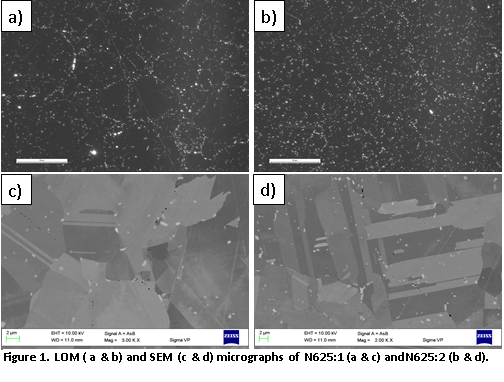 a)
b)
c)
d)
2 µm
EHT = 10.00 kV
Signal A = AsB
WD = 11.0 mm
Mag = 3.00 K X
Sigma VP
ZEISS
2 µm
EHT = 10.00 kV
Signal A = AsB
WD = 11.0 mm
Mag = 2.00 K X
Sigma VP
ZEISS
Figure 1. LOM ( a & b) and SEM (c & d) micrographs of N625:1 (a & c) andN625:2 (b & d).